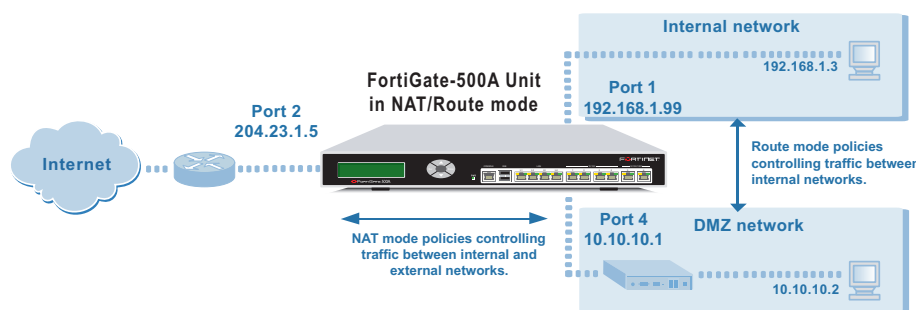 Internal network
192.168.1.3
FortiGate-500A Unit
in NAT/Route mode
Port 1
192.168.1.99
Port 2
204.23.1.5
Internet
FORTINET
Route mode policies
controlling traffic between
internal networks.
NAT mode policies controlling
traffic between internal and
external networks.
Port 4
10.10.10.1
DMZ network
10.10.10.2